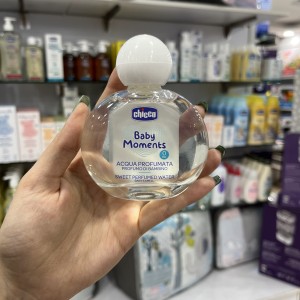 chicco
Baby
Moments
ACQUA PROFUMATA
PROFUMO DI BAMBINO
SWEET PERFUMED WATER